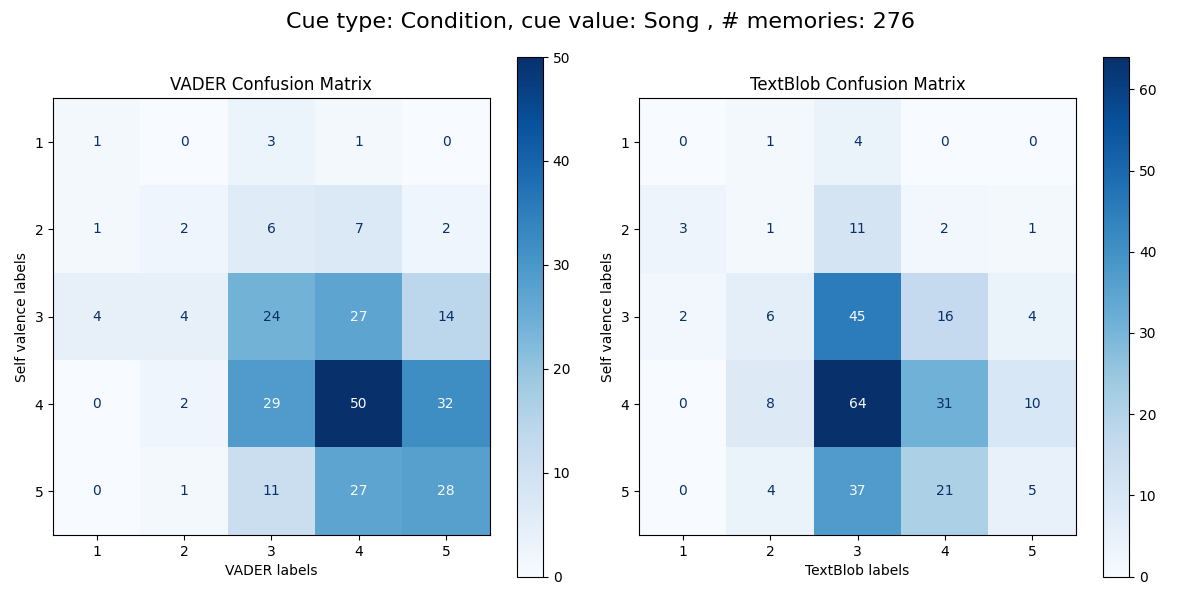 Cue type: Condition, cue value: Song , # memories: 276
VADER Confusion Matrix
Self valence labels
1 1 0 3 1 0
2 1 2 6 7 2
3 4 4 24 27 14
4 0 2 29 50 32
5 0 1 11 27 28
1 2 3 4 5
VADER labels
50
40
30
20
10
0
TextBlob Confusion Matrix
Self valence labels
1 0 1 4 0 0
2 3 1 11 2 1
3 2 6 45 16 4
4 0 8 64 31 10
5 0 4 37 21 5
1 2 3 4 5
TextBlob labels
60
50
40
30
20
10
0